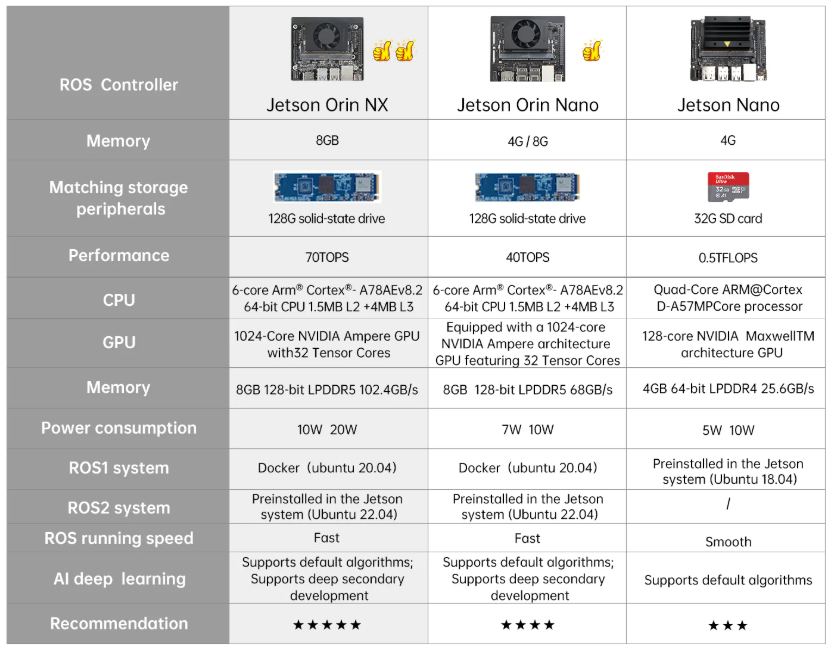 ROS Controller
Jetson Orin NX
Jetson Orin Nano
Jetson Nano
Memory
8GB
4G / 8G
4G
Matching storage
peripherals
128G solid-state drive
128G solid-state drive
SanDisk
Ultra
32GB
A1
32G SD card
Performance
70TOPS
40TOPS
0.5TFLOPS
CPU
6-core Arm® Cortex®- A78AEv8.2
64-bit CPU 1.5MB L2 +4MB L3
6-core Arm® Cortex®- A78AEv8.2
64-bit CPU 1.5MB L2 +4MB L3
Quad-Core ARM@Cortex
D-A57MPCore processor
GPU
1024-Core NVIDIA Ampere GPU
with32 Tensor Cores
Equipped with a 1024-core
NVIDIA Ampere architecture
GPU featuring 32 Tensor Cores
128-core NVIDIA MaxwellTM
architecture GPU
Memory
8GB 128-bit LPDDR5 102.4GB/s
8GB 128-bit LPDDR5 68GB/s
4GB 64-bit LPDDR4 25.6GB/s
Power consumption
10W 20W
7W 10W
5W 10W
ROS1 system
Docker (ubuntu 20.04)
Docker (ubuntu 20.04)
Preinstalled in the Jetson
system (Ubuntu 18.04)
ROS2 system
Preinstalled in the Jetson
system (Ubuntu 22.04)
Preinstalled in the Jetson
system (Ubuntu 22.04)
/
ROS running speed
Fast
Fast
Smooth
AI deep learning
Supports default algorithms;
Supports deep secondary
development
Supports default algorithms;
Supports deep secondary
development
Supports default algorithms
Recommendation
★★★★★
★★★★
★★★